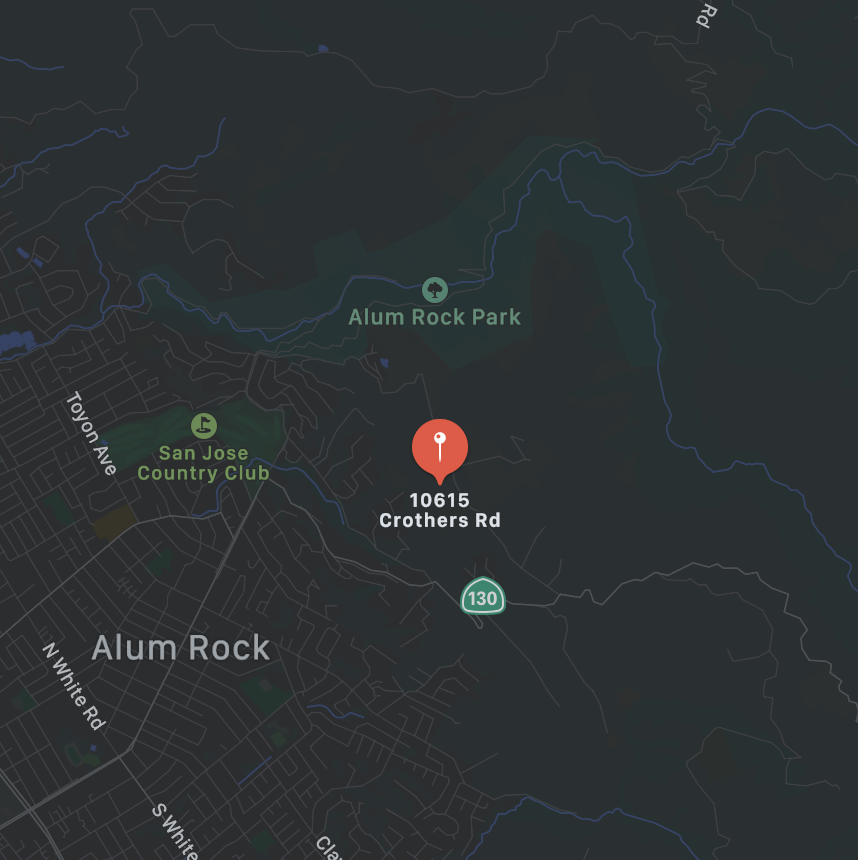 Rd
Alum Rock Park
Toyon Ave
San Jose
Country Club
10615
Crothers Rd
130
Alum Rock
N White Rd
S White
Cla